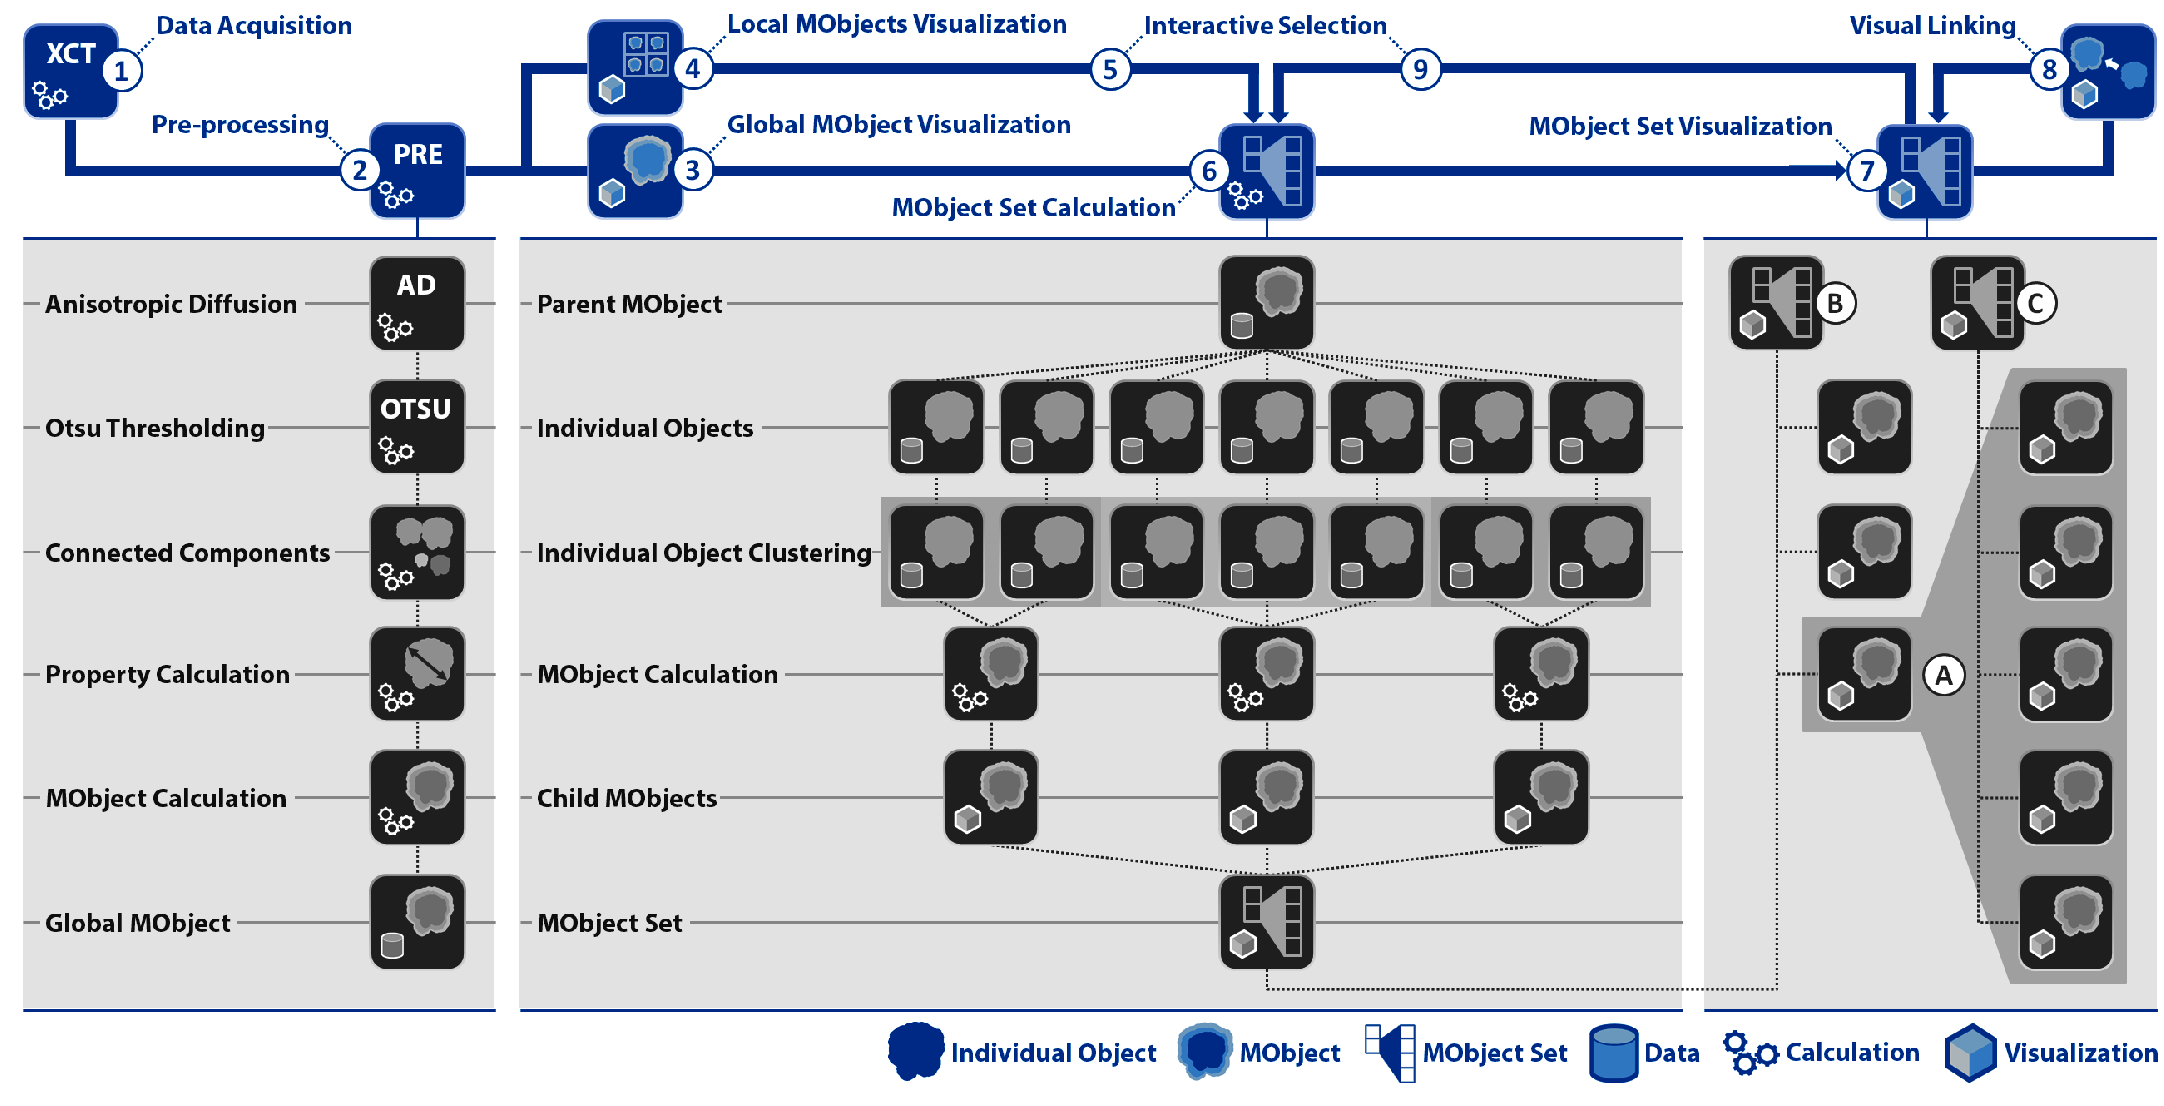 XCT
1
Data Acquisition
Pre-processing
2
PRE
Local MObjects Visualization
4
Global MObject Visualization
3
5
Interactive Selection
9
6
MObject Set Calculation
Visual Linking
8
MObject Set Visualization
7
Anisotropic Diffusion
AD
Otsu Thresholding
OTSU
Connected Components
Property Calculation
MObject Calculation
Global MObject
Parent MObject
Individual Objects
Individual Object Clustering
MObject Calculation
Child MObjects
MObject Set
B
C
A
Individual Object
MObject
MObject Set
Data
Calculation
Visualization